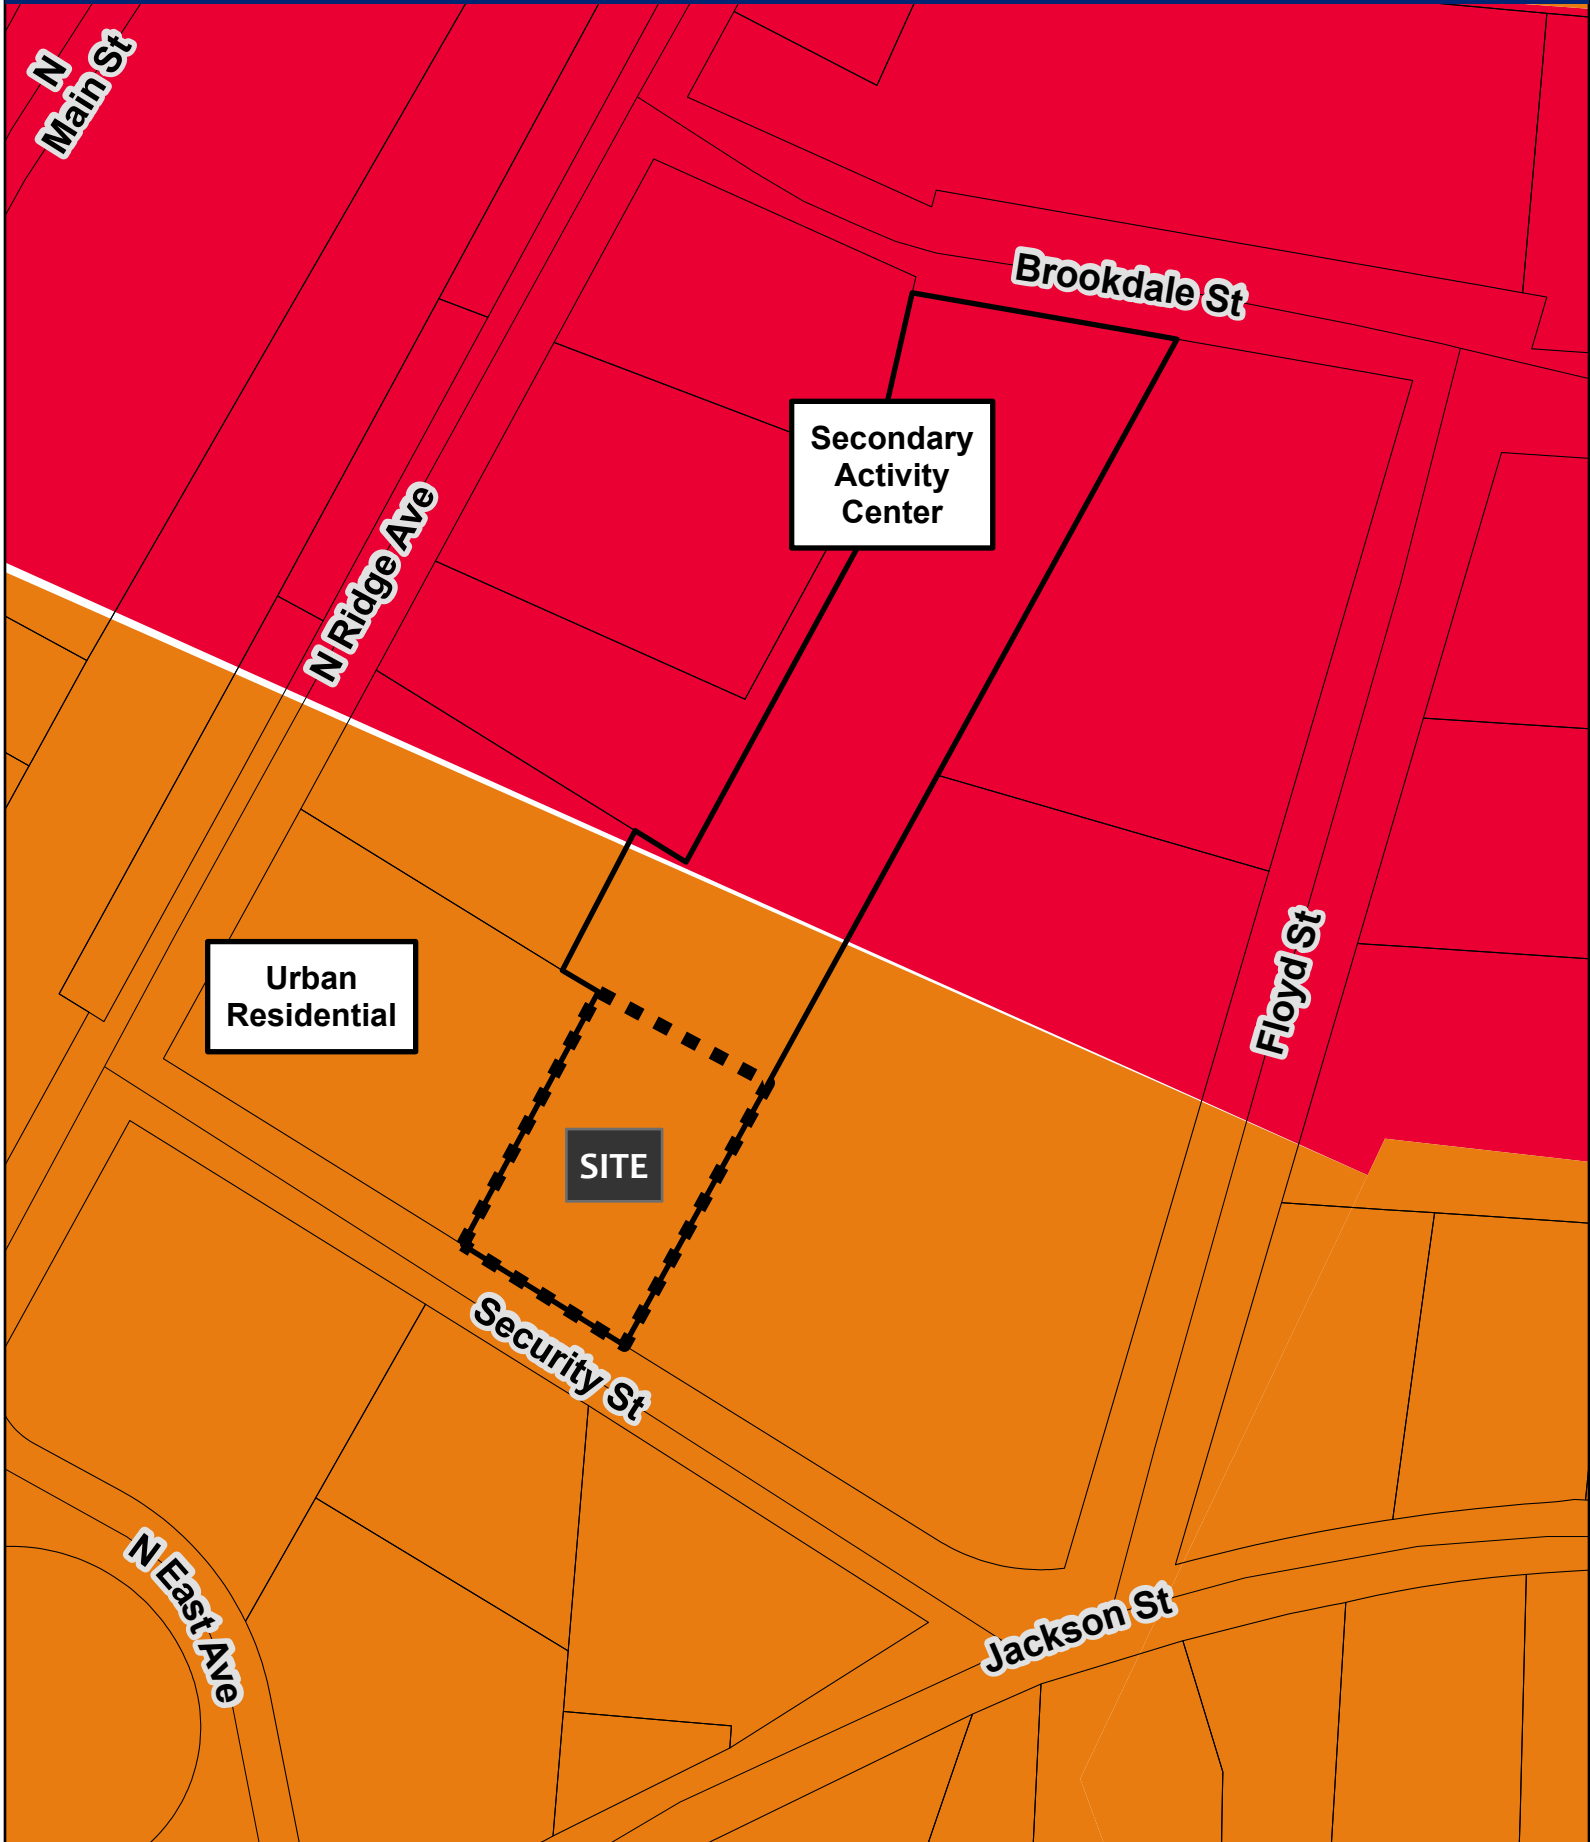 N
Main St
Brookdale St
Secondary
Activity
Center
N Ridge Ave
Floyd St
Urban
Residential
SITE
Security St
N East Ave
Jackson St